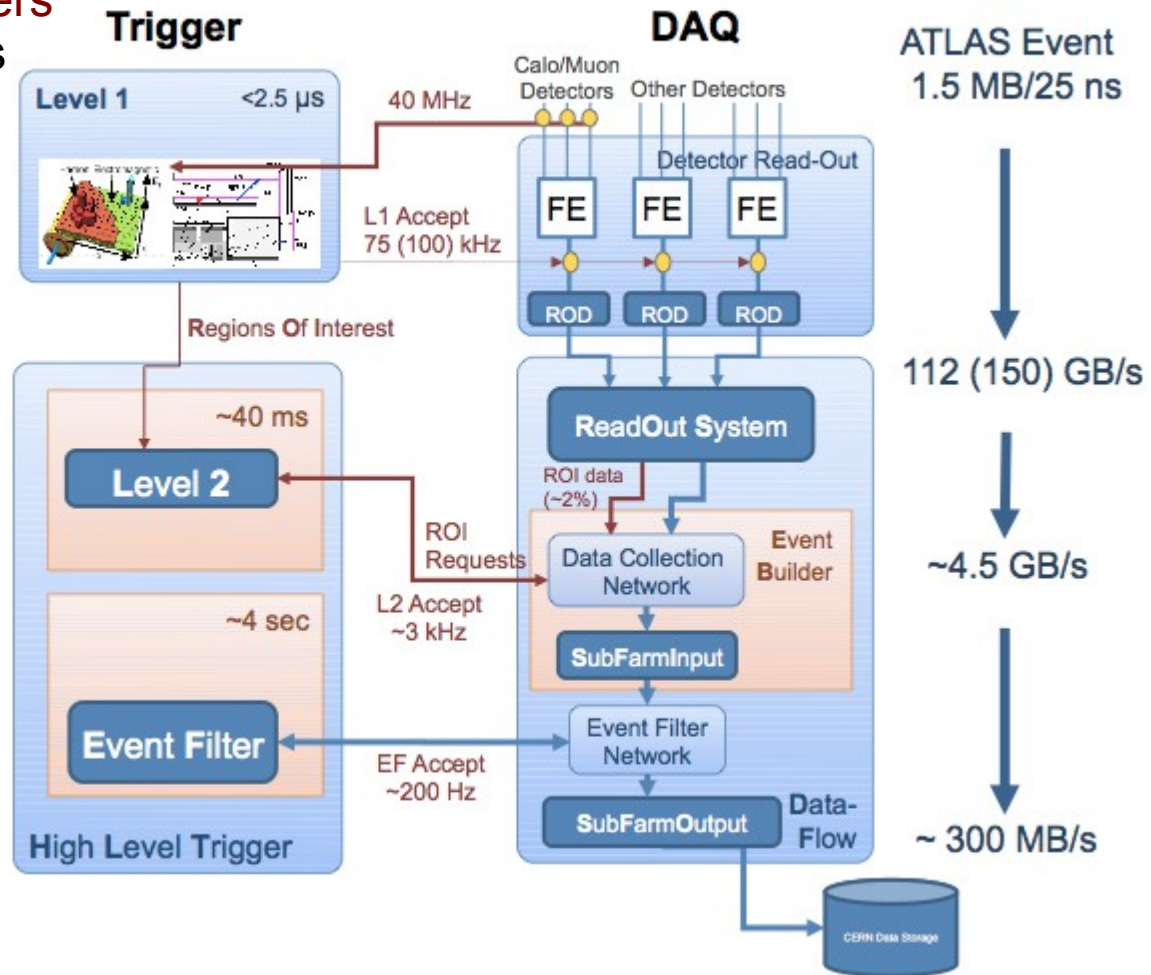 ers
s
Trigger
DAQ
ATLAS Event
1.5 MB/25 ns
Level 1
<2.5 µs
40 MHz
Calo/Muon
Detectors
Other Detectors
Detector Read-Out
FE
FE
FE
L1 Accept
75 (100) kHz
ROD
ROD
ROD
Regions Of Interest
112 (150) GB/s
~40 ms
Level 2
ReadOut System
ROI data
(~2%)
ROI
Requests
Data Collection
Network
Event
Builder
~4.5 GB/s
L2 Accept
~3 kHz
~4 sec
SubFarmInput
Event Filter
EF Accept
~200 Hz
Event Filter
Network
SubFarmOutput
Data-
Flow
High Level Trigger
~ 300 MB/s
CERN Data Storage